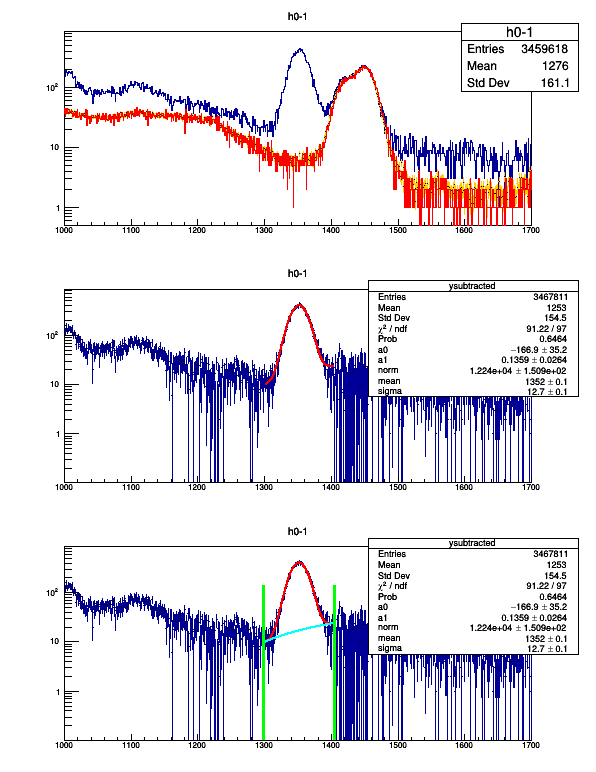 h0-1
h0-1
Entries 3459618
Mean 1276
Std Dev 161.1
10²
10
1
1000 1100 1200 1300 1400 1500 1600 1700
h0-1
ysubtracted
Entries 3467811
Mean 1253
Std Dev 154.5
χ² / ndf 91.22 / 97
Prob 0.6464
a0 −166.9 ± 35.2
a1 0.1359 ± 0.0264
norm 1.224e+04 ± 1.509e+02
mean 1352 ± 0.1
sigma 12.7 ± 0.1
10²
10
1
1000 1100 1200 1300 1400 1500 1600 1700
h0-1
ysubtracted
Entries 3467811
Mean 1253
Std Dev 154.5
χ² / ndf 91.22 / 97
Prob 0.6464
a0 −166.9 ± 35.2
a1 0.1359 ± 0.0264
norm 1.224e+04 ± 1.509e+02
mean 1352 ± 0.1
sigma 12.7 ± 0.1
10²
10
1
1000 1100 1200 1300 1400 1500 1600 1700